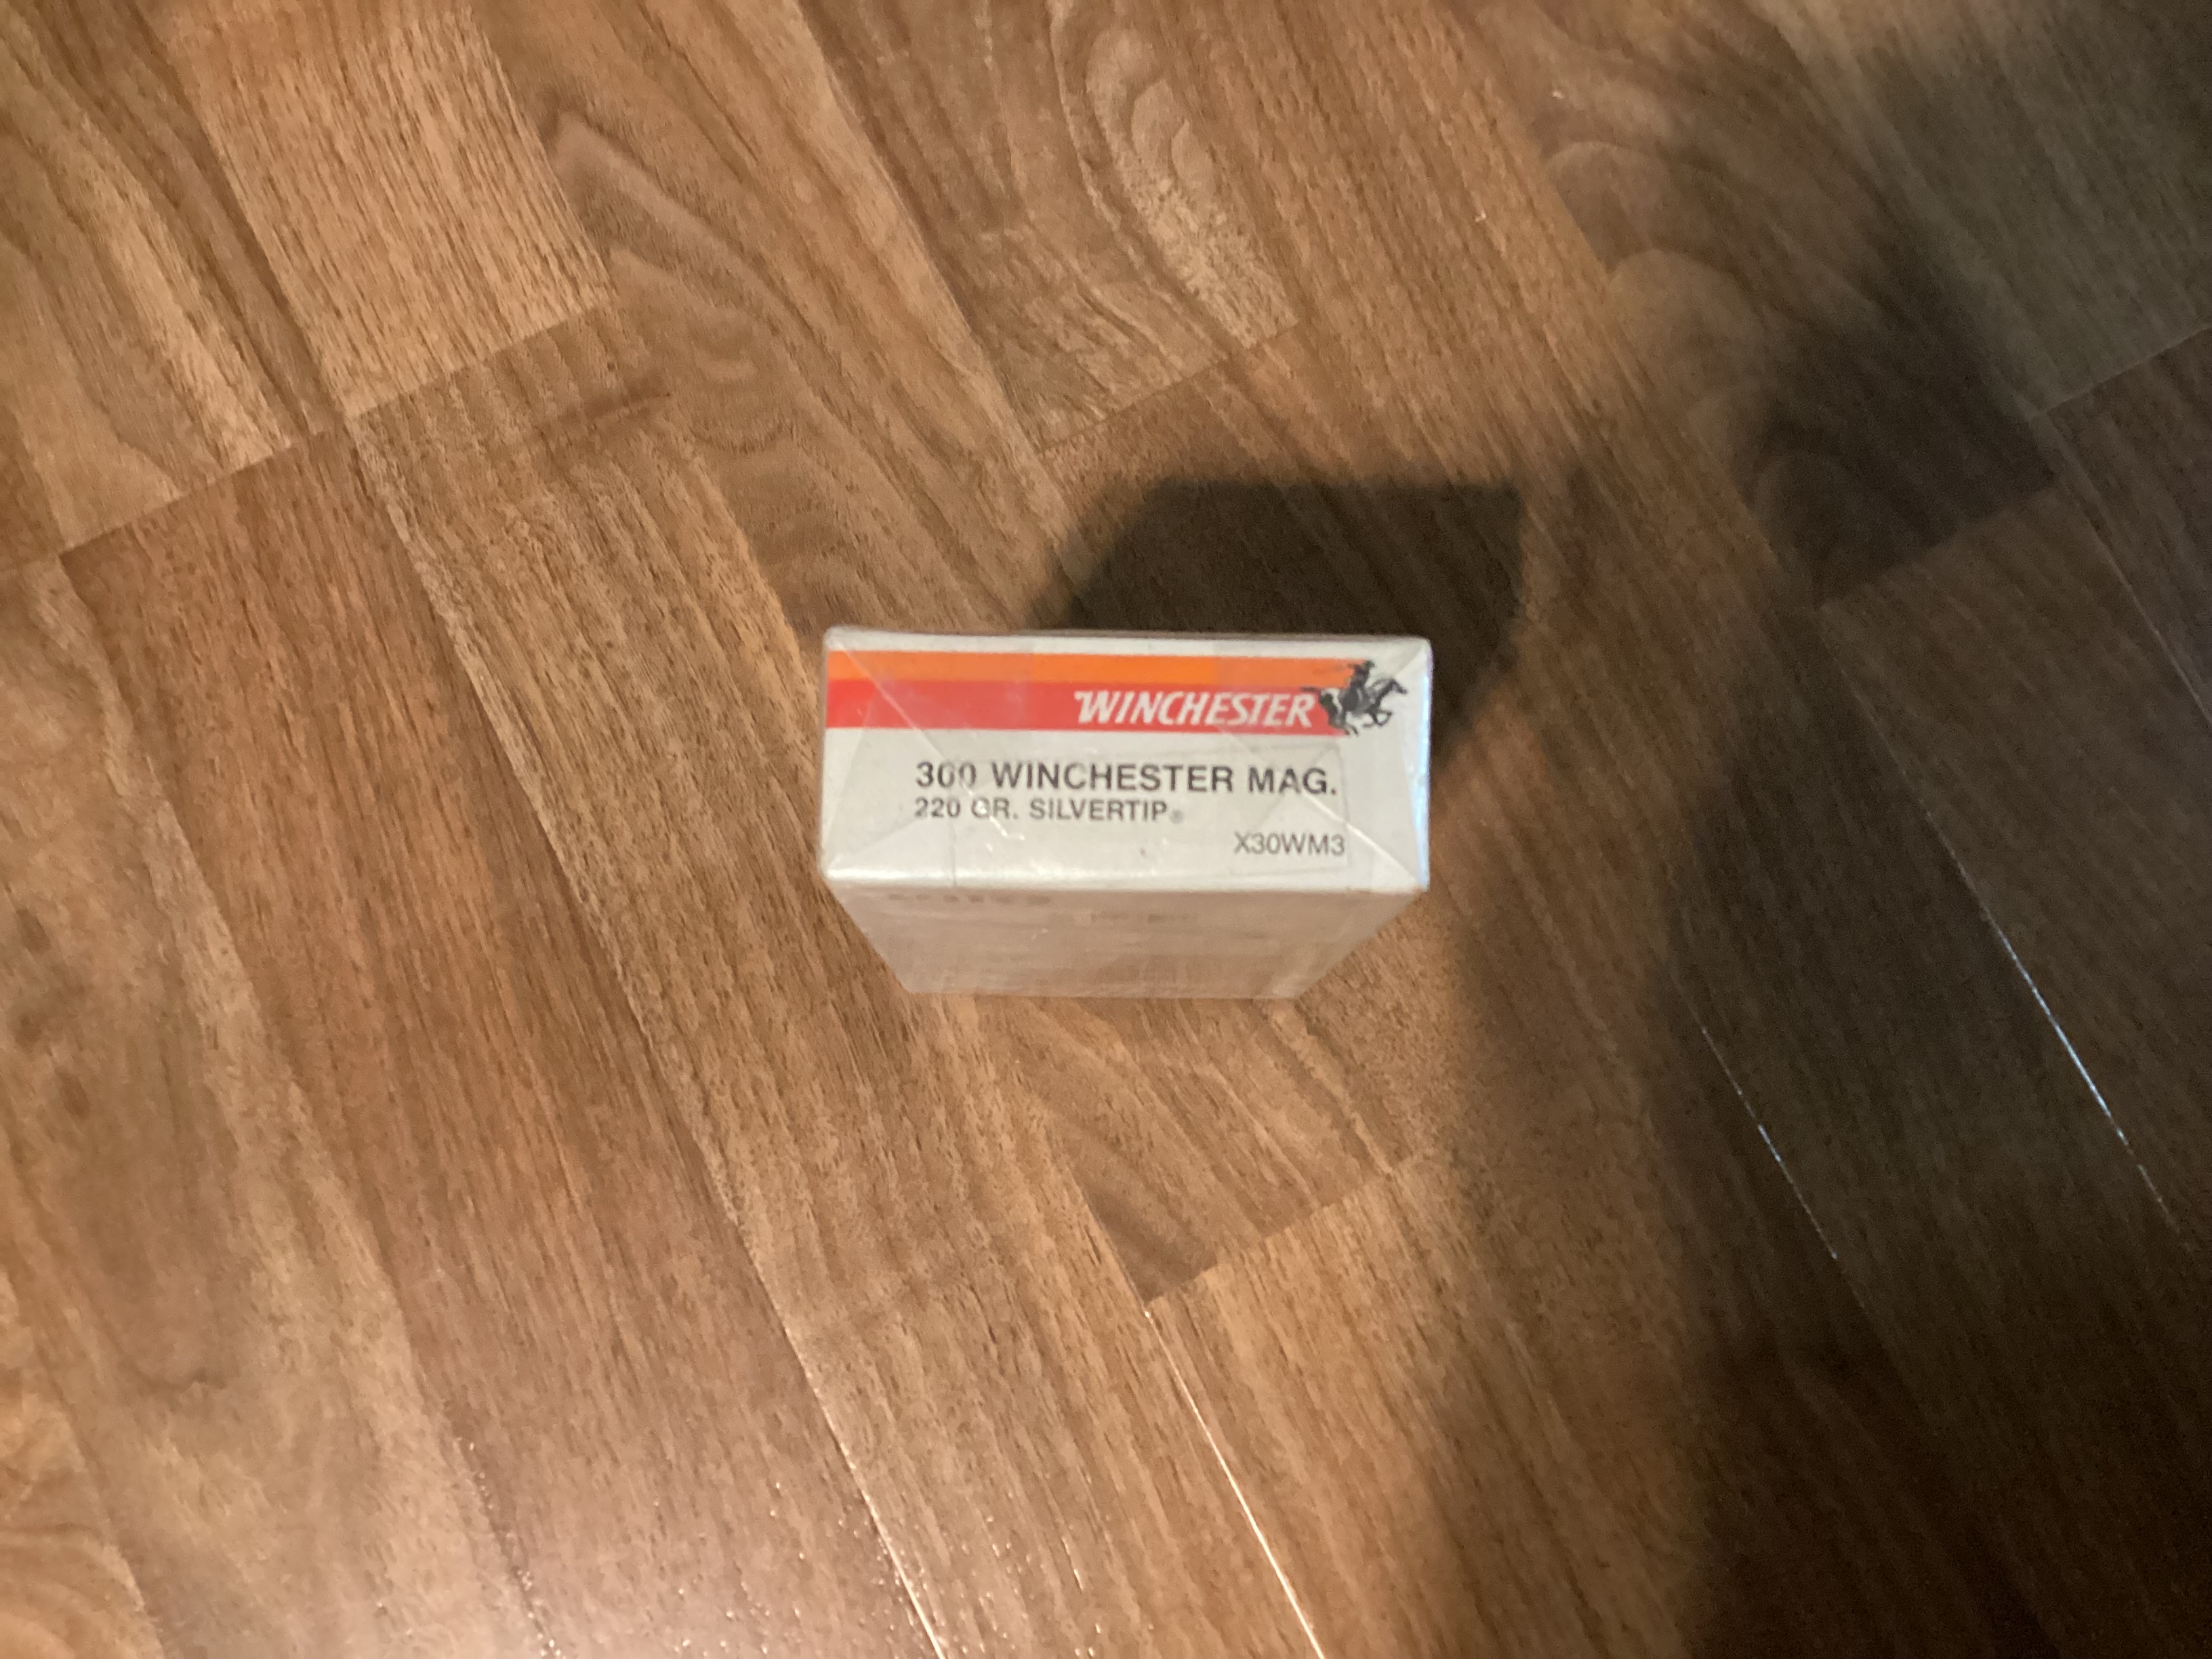 WINCHESTER
300 WINCHESTER MAG.
220 GR. SILVERTIP®
X30WM3